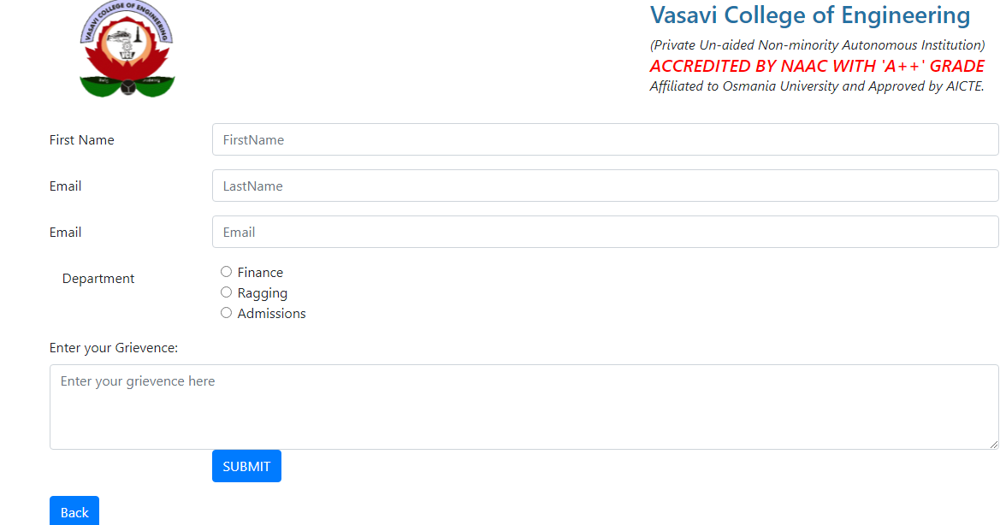 VASAVI COLLEGE OF ENGINEERING
Vasavi College of Engineering
(Private Un-aided Non-minority Autonomous Institution)
ACCREDITED BY NAAC WITH 'A++' GRADE
Affiliated to Osmania University and Approved by AICTE.
First Name FirstName
Email LastName
Email Email
Department Finance
Ragging
Admissions
Enter your Grievence:
Enter your grievence here
SUBMIT
Back